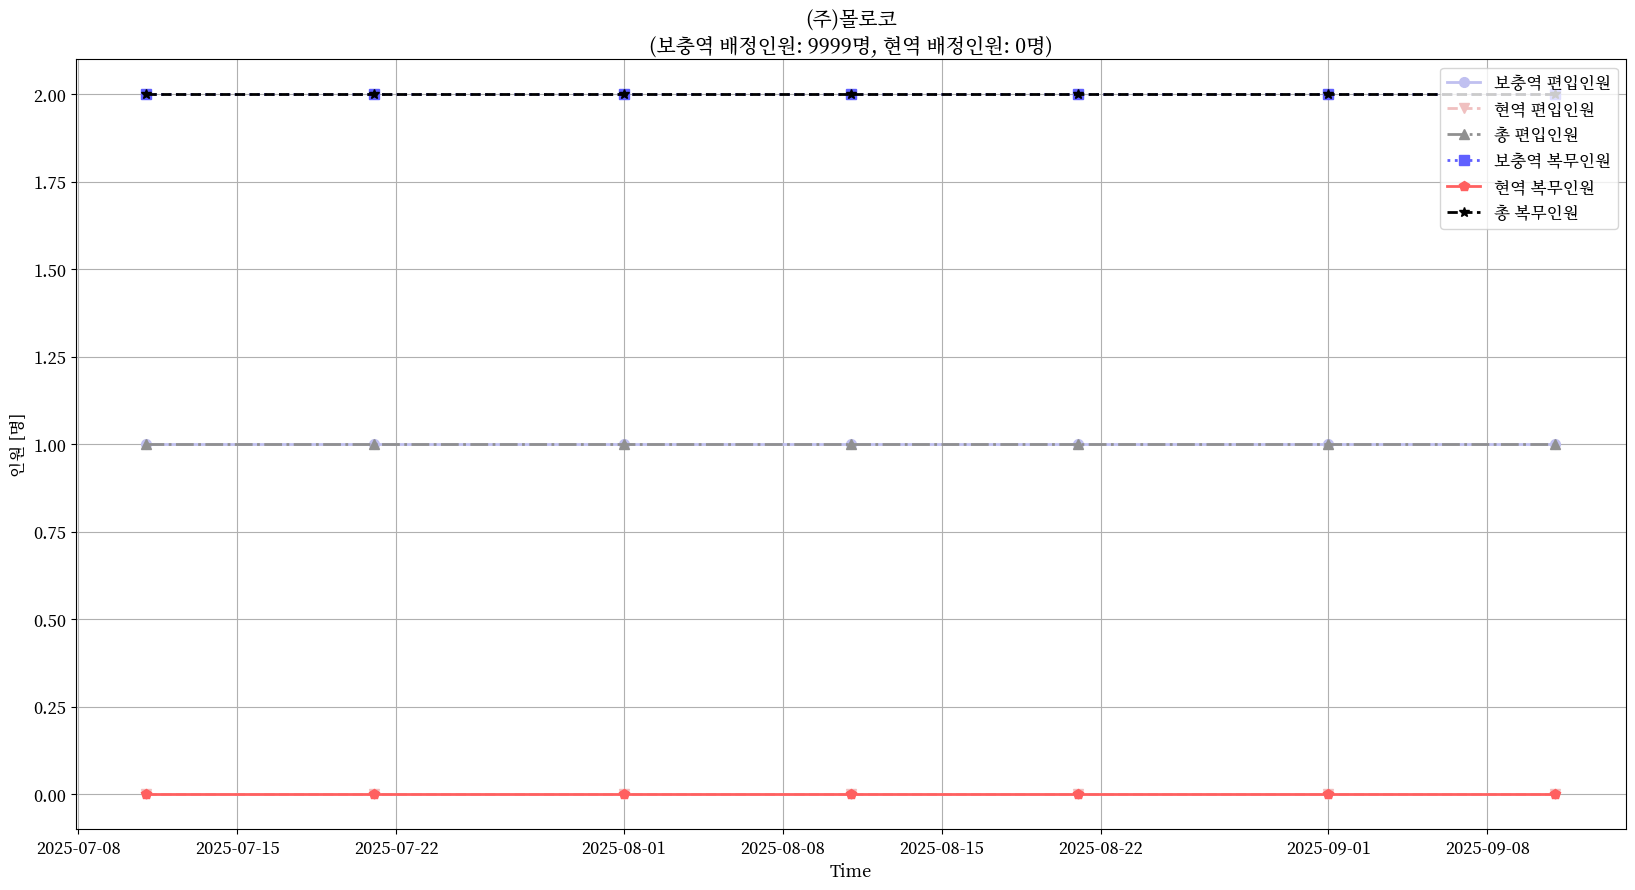 (주)몰로코
(보충역 배정인원: 9999명, 현역 배정인원: 0명)
보충역 편입인원
현역 편입인원
총 편입인원
보충역 복무인원
현역 복무인원
총 복무인원
인원 [명]
2.00
1.75
1.50
1.25
1.00
0.75
0.50
0.25
0.00
2025-07-08 2025-07-15 2025-07-22 2025-08-01 2025-08-08 2025-08-15 2025-08-22 2025-09-01 2025-09-08
Time